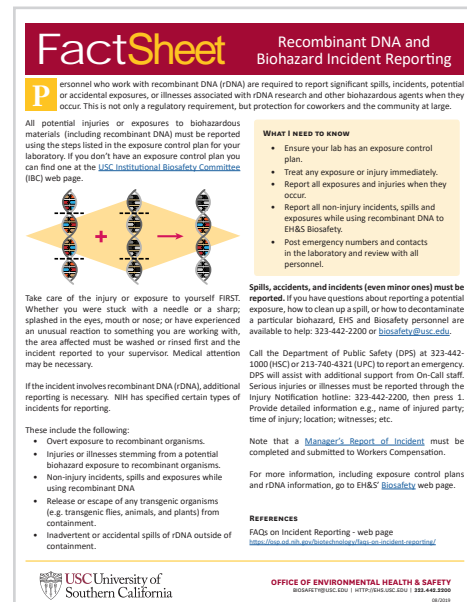 FactSheet
Recombinant DNA and
Biohazard Incident Reporting
Personnel who work with recombinant DNA (rDNA) are required to report significant spills, incidents, potential
or accidental exposures, or illnesses associated with rDNA research and other biohazardous agents when they
occur. This is not only a regulatory requirement, but protection for coworkers and the community at large.
All potential injuries or exposures to biohazardous
materials (including recombinant DNA) must be reported
using the steps listed in the exposure control plan for your
laboratory. If you don't have an exposure control plan you
can find one at the USC Institutional Biosafety Committee
(IBC) web page.
Take care of the injury or exposure to yourself FIRST.
Whether you were stuck with a needle or a sharp;
splashed in the eyes, mouth or nose; or have experienced
an unusual reaction to something you are working with,
the area affected must be washed or rinsed first and the
incident reported to your supervisor. Medical attention
may be necessary.
If the incident involves recombinant DNA (rDNA), additional
reporting is necessary. NIH has specified certain types of
incidents for reporting.
These include the following:
• Overt exposure to recombinant organisms.
• Injuries or illnesses stemming from a potential
biohazard exposure to recombinant organisms.
• Non-injury incidents, spills and exposures while
using recombinant DNA
• Release or escape of any transgenic organisms
(e.g. transgenic flies, animals, and plants) from
containment.
• Inadvertent or accidental spills of rDNA outside of
containment.
WHAT I NEED TO KNOW
• Ensure your lab has an exposure control
plan.
• Treat any exposure or injury immediately.
• Report all exposures and injuries when they
occur.
• Report all non-injury incidents, spills and
exposures while using recombinant DNA to
EH&S Biosafety.
• Post emergency numbers and contacts
in the laboratory and review with all
personnel.
Spills, accidents, and incidents (even minor ones) must be
reported. If you have questions about reporting a potential
exposure, how to clean up a spill, or how to decontaminate
a particular biohazard, EHS and Biosafety personnel are
available to help: 323-442-2200 or biosafety@usc.edu.
Call the Department of Public Safety (DPS) at 323-442-
1000 (HSC) or 213-740-4321 (UPC) to report an emergency.
DPS will assist with additional support from On-Call staff.
Serious injuries or illnesses must be reported through the
Injury Notification hotline: 323-442-2200, then press 1.
Provide detailed information e.g., name of injured party;
time of injury; location; witnesses; etc.
Note that a Manager's Report of Incident must be
completed and submitted to Workers Compensation.
For more information, including exposure control plans
and rDNA information, go to EH&S' Biosafety web page.
REFERENCES
FAQs on Incident Reporting - web page
https://osp.od.nih.gov/biotechnology/faqs-on-incident-reporting/
USC University of
Southern California
OFFICE OF ENVIRONMENTAL HEALTH & SAFETY
BIOSAFETY@USC.EDU | HTTP://EHS.USC.EDU | 323.442.2200
08/2019